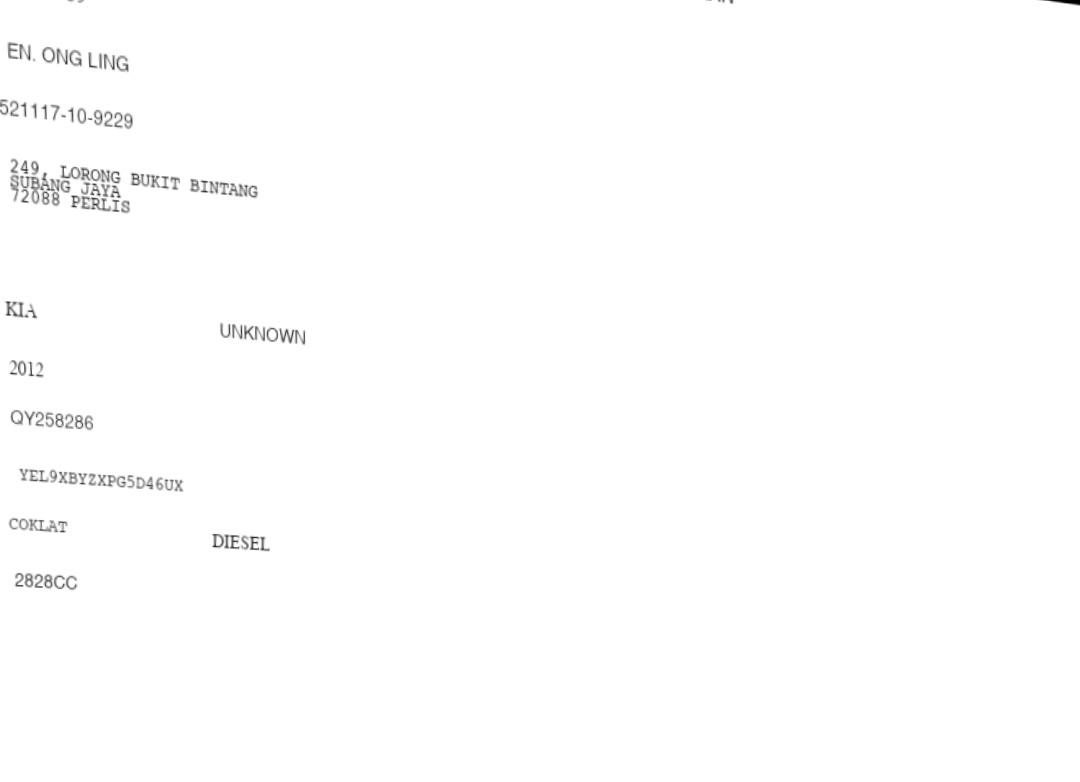 EN. ONG LING
521117-10-9229
249, LORONG BUKIT BINTANG
SUBANG JAYA
72088 PERLIS
KIA
UNKNOWN
2012
QY258286
YEL9XBYZXPG5D46UX
COKLAT
DIESEL
2828CC